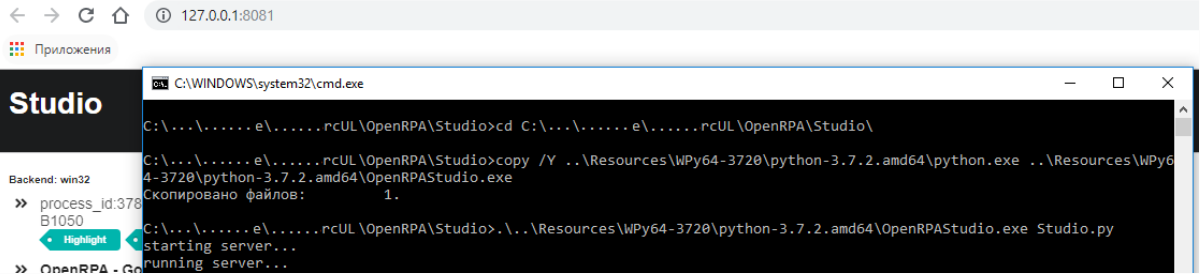 127.0.0.1:8081
Приложения
C:\WINDOWS\system32\cmd.exe
Studio
C:\...\......e\......rcUL\OpenRPA\Studio>cd C:\...\......e\......rcUL\OpenRPA\Studio\
C:\...\......e\......rcUL\OpenRPA\Studio>copy /Y ..\Resources\WPy64-3720\python-3.7.2.amd64\python.exe ..\Resources\WPy6
4-3720\python-3.7.2.amd64\OpenRPAStudio.exe
Скопировано файлов: 1.
C:\...\......e\......rcUL\OpenRPA\Studio>.\..\Resources\WPy64-3720\python-3.7.2.amd64\OpenRPAStudio.exe Studio.py
starting server...
running server...
Backend: win32
process_id:378
B1050
Highlight
OpenRPA - Go